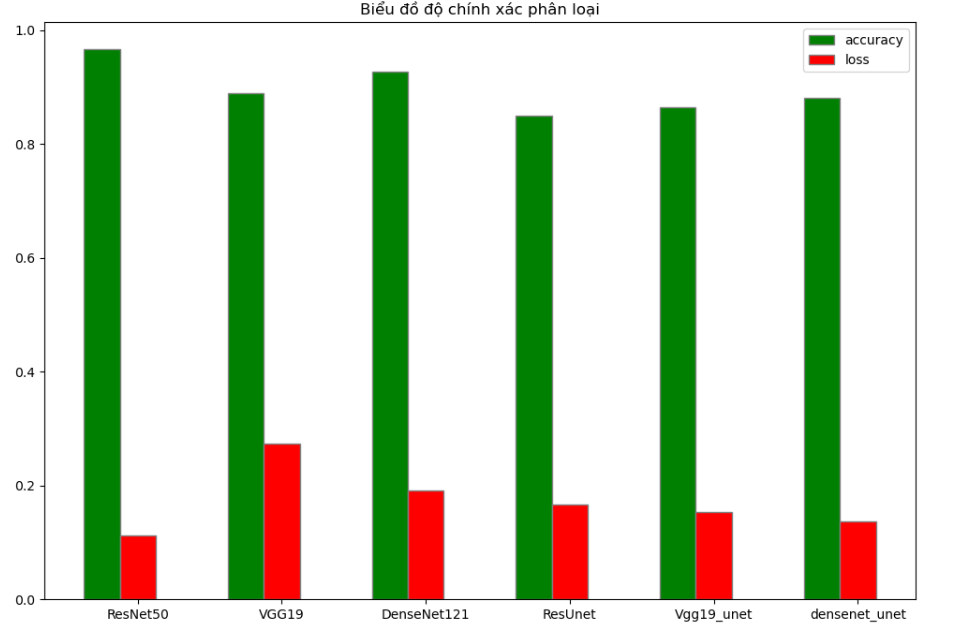 Biểu đồ độ chính xác phân loại
accuracy
loss
1.0
0.8
0.6
0.4
0.2
0.0
ResNet50 VGG19 DenseNet121 ResUnet Vgg19_unet densenet_unet